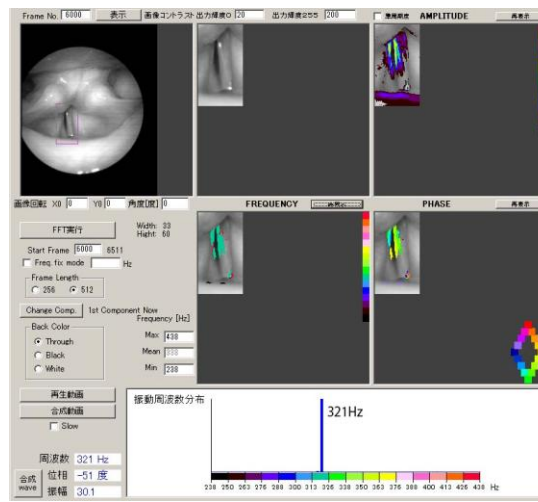 Frame No. 6000 表示 画像コントラスト 出力輝度0 20 出力輝度255 200
AMPLITUDE 再表示
画像回転 X0 0 Y0 0 角度[度] 0
FREQUENCY PHASE 再表示
FFT実行
Width: 33
Hight: 60
Start Frame 6000 6511
Freq. fix mode Hz
Frame Length
256 512
Change Comp. 1st Component Now
Back Color
Through
Black
White
Frequency [Hz]
Max 438
Mean
Min 238
再生動画
合成動画
Slow
周波数 321 Hz
合成wave
位相 -51 度
振幅 30.1
振動周波数分布
321Hz
238 250 263 276 288 300 313 326 338 350 363 376 388 400 413 426 438 Hz